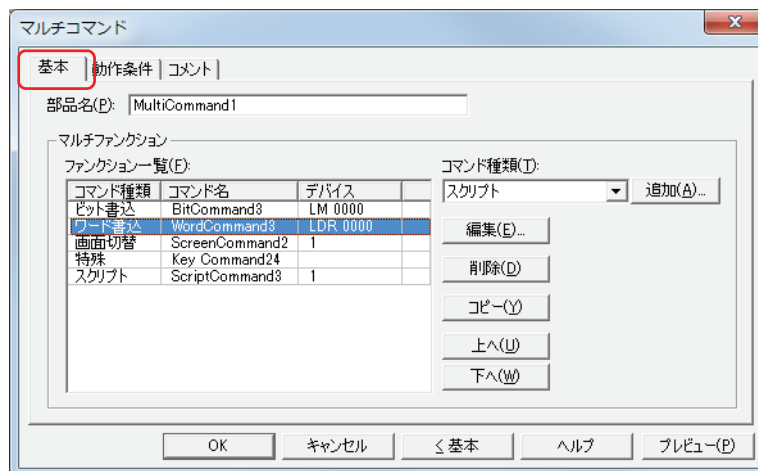 マルチコマンド
基本 動作条件 コメント
部品名(P): MultiCommand1
マルチファンクション
ファンクション一覧(F):
コマンド種類 コマンド名 デバイス
ビット書込 BitCommand3 LM 0000
ワード書込 WordCommand3 LDR 0000
画面切替 ScreenCommand2 1
特殊 Key Command24
スクリプト ScriptCommand3 1
コマンド種類(T):
スクリプト 追加(A)...
編集(E)...
削除(D)
コピー(Y)
上へ(U)
下へ(W)
OK キャンセル < 基本 ヘルプ プレビュー(P)